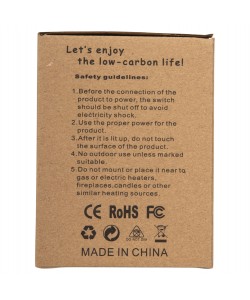 Let's enjoy
the low-carbon life!
Safety guidelines:
1.Before the connection of the
product to power, the switch
should be shut off to avoid
electricity shock.
2.Use the proper power for the
product.
3.After it is lit up, do not touch
the surface of the product.
4.No outdoor use unless marked
suitable.
5.Do not mount or place it near to
gas or electric heaters,
fireplaces,candles or other
similar heating sources.
CE RoHS FC
MADE IN CHINA